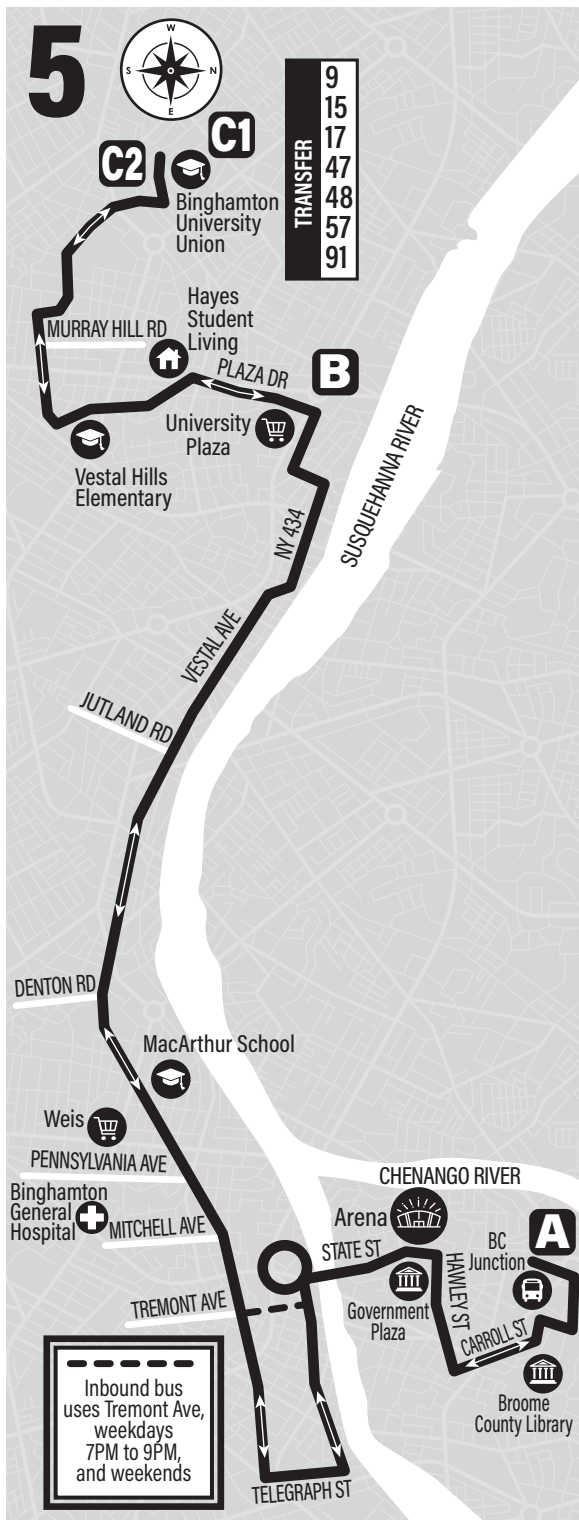 5
W
S
N
E
C1
C2
TRANSFER
9
15
17
47
48
57
91
Binghamton
University
Union
MURRAY HILL RD
Hayes
Student
Living
PLAZA DR
B
University
Plaza
Vestal Hills
Elementary
SUSQUEHANNA RIVER
NY 434
VESTAL AVE
JUTLAND RD
DENTON RD
MacArthur School
Weis
PENNSYLVANIA AVE
Binghamton
General
Hospital
MITCHELL AVE
CHENANGO RIVER
Arena
STATE ST
A
BC
Junction
HAWLEY ST
Government
Plaza
CARROLL ST
TREMONT AVE
Broome
County Library
Inbound bus
uses Tremont Ave,
weekdays
7PM to 9PM,
and weekends
TELEGRAPH ST